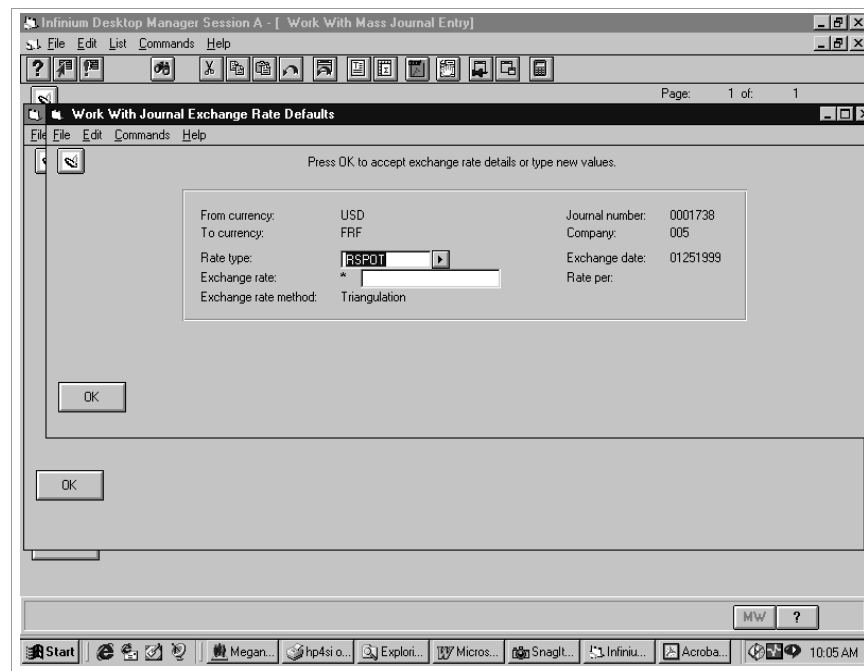 Infinium Desktop Manager Session A - [ Work With Mass Journal Entry]
File Edit List Commands Help
Page: 1 of: 1
Work With Journal Exchange Rate Defaults
File File Edit Commands Help
Press OK to accept exchange rate details or type new values.
From currency: USD Journal number: 0001738
To currency: FRF Company: 005
Rate type: RSPOT Exchange date: 01251999
Exchange rate: * Rate per:
Exchange rate method: Triangulation
OK
OK
MW ?
Start Megan... hp4si o... Explori... Micros... SnagIt... Infiniu... Acroba... 10:05 AM